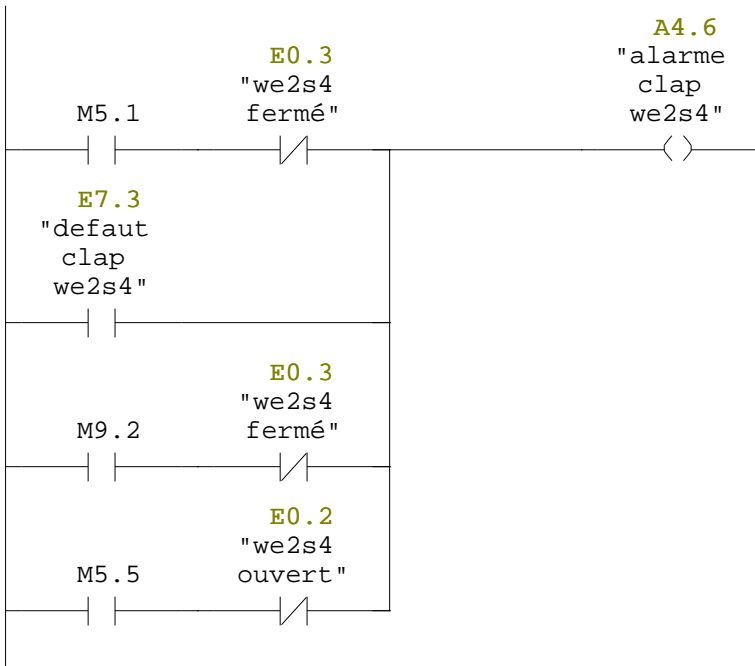 A4.6
"alarme
clap
we2s4"
E0.3
"we2s4
fermé"
M5.1
E7.3
"defaut
clap
we2s4"
E0.3
"we2s4
fermé"
M9.2
E0.2
"we2s4
ouvert"
M5.5